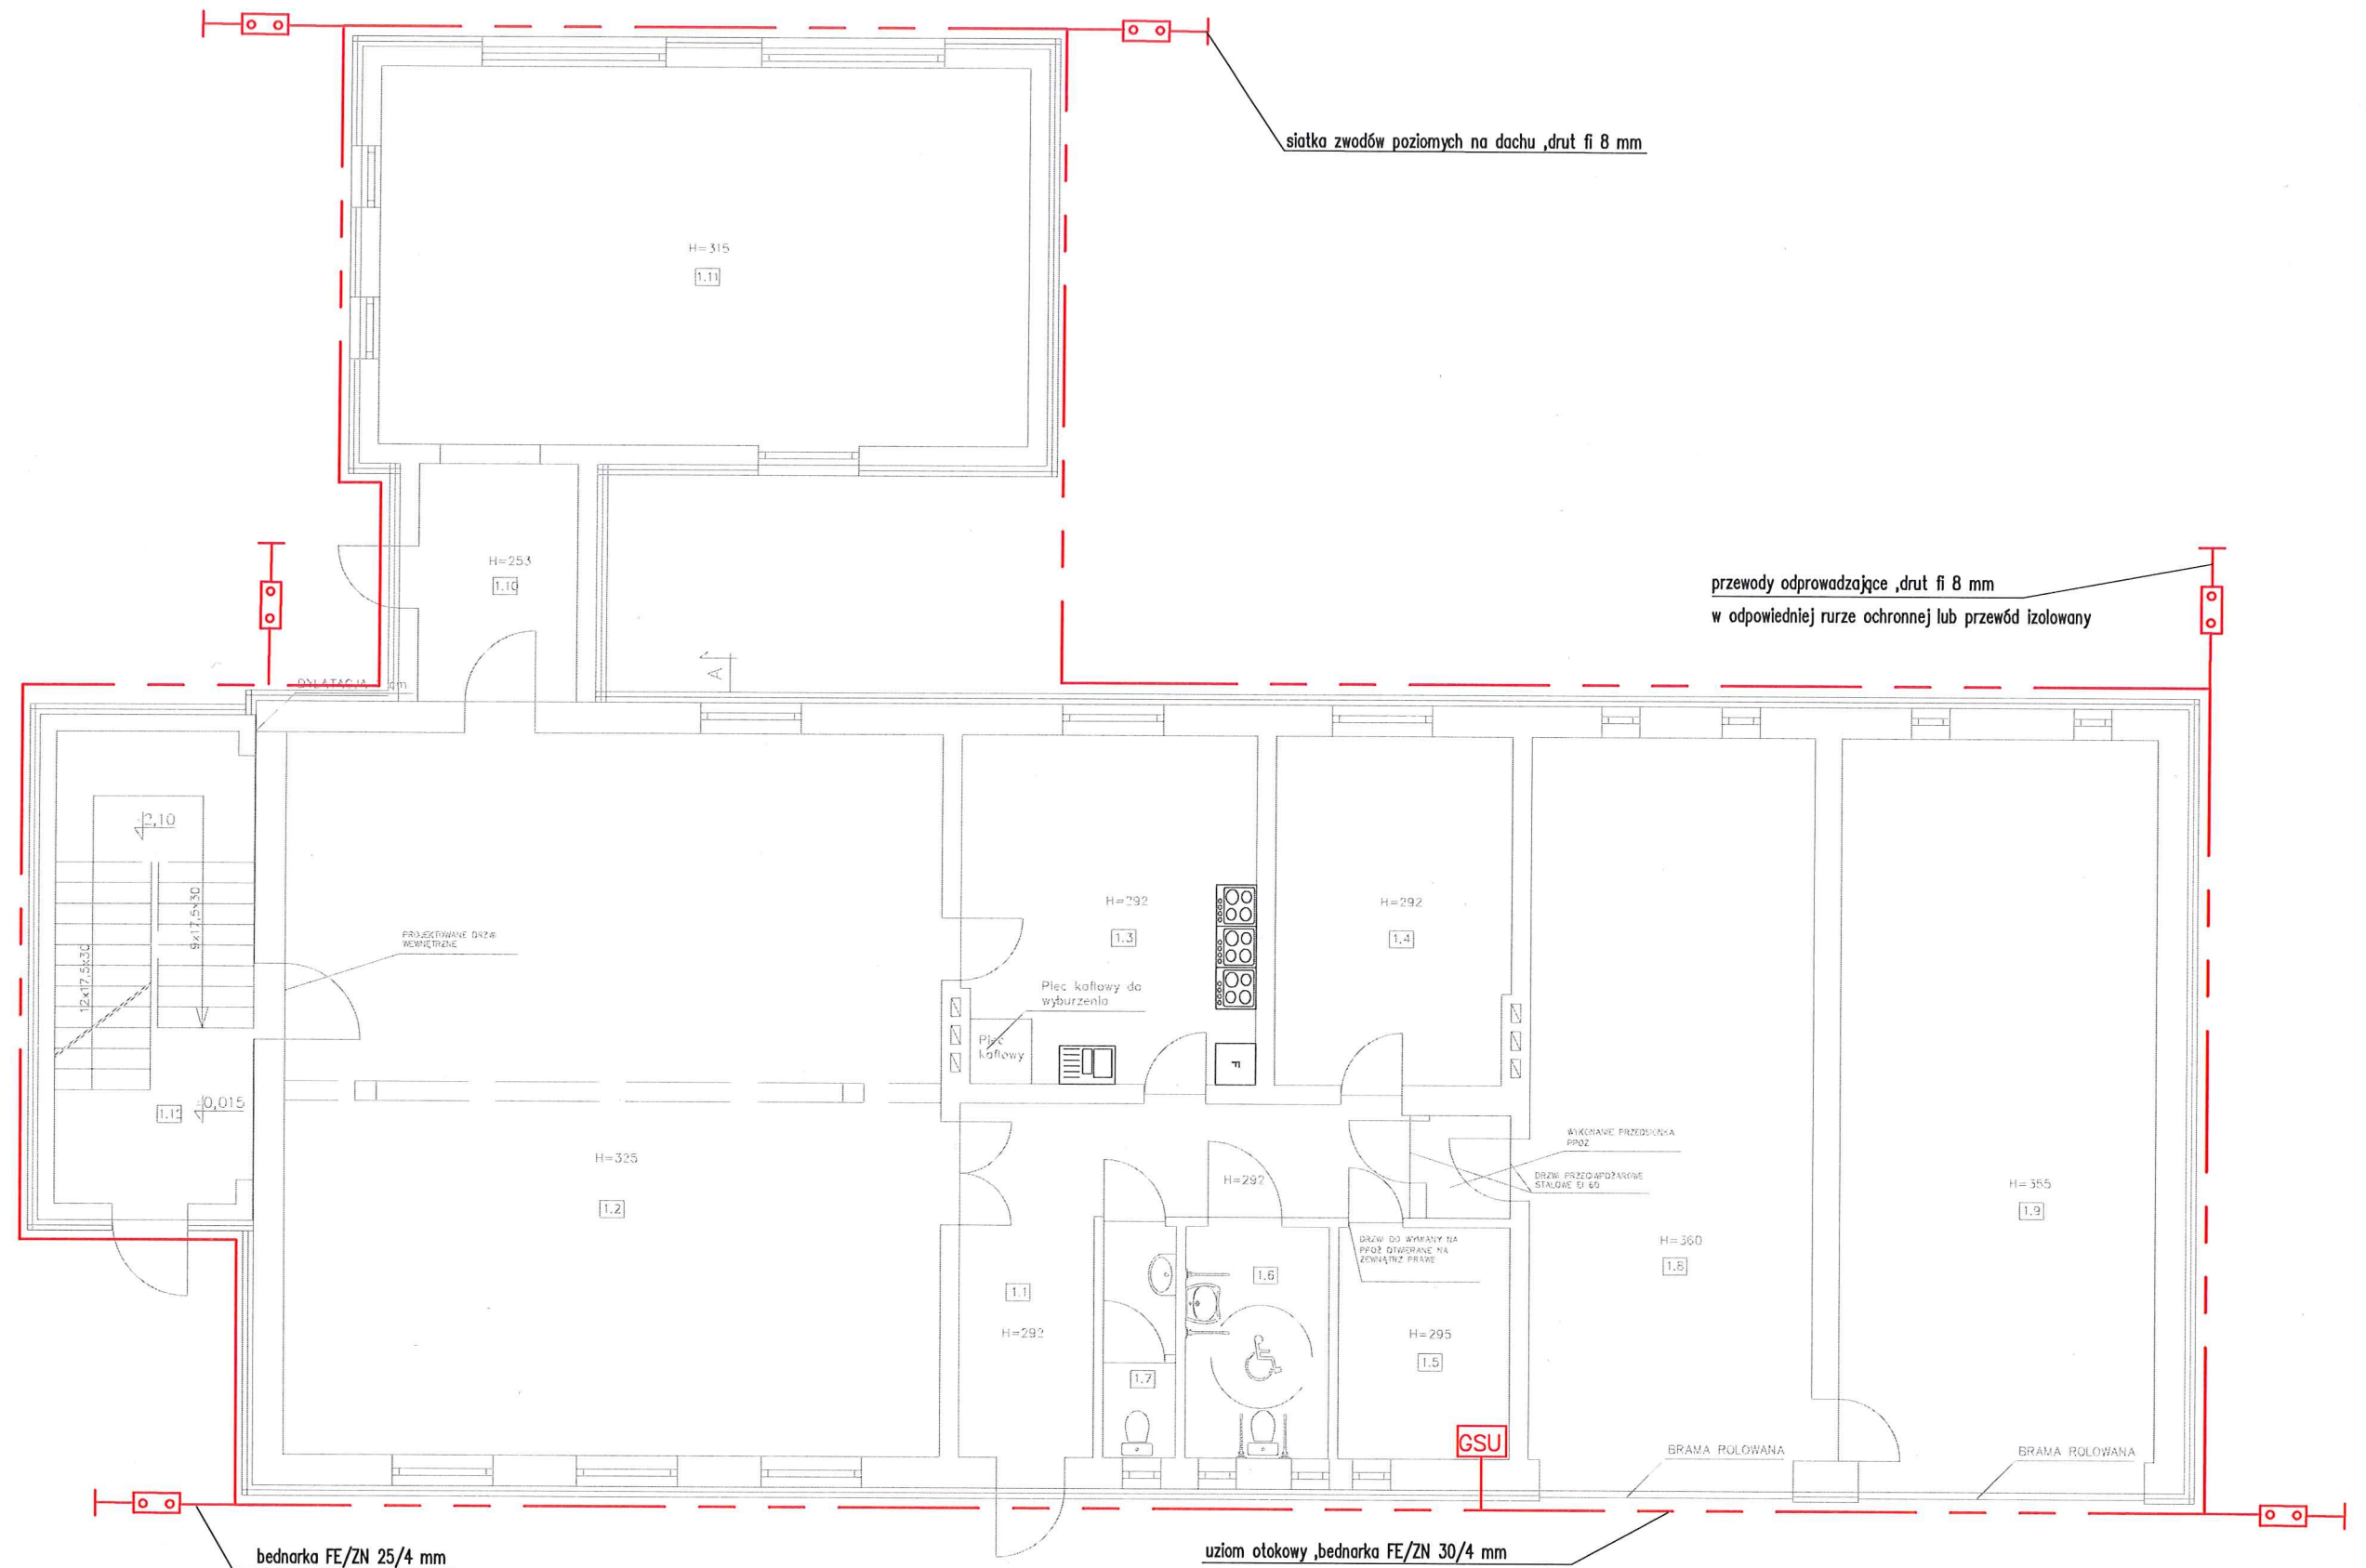 siatka zwodów poziomych na dachu ,drut fi 8 mm
H=315
1.11
H=253
1.10
przewody odprowadzające ,drut fi 8 mm
w odpowiedniej rurze ochronnej lub przewód izolowany
A
cm
2,10
9x17,5x30
12x17,5x30
PROJEKTOWANE DRZWI
WEWNĘTRZNE
H=292
1.3
H=292
1.4
Piec kaflowy do
wyburzenia
Piec
kaflowy
F
1.12
0,015
H=325
1.2
H=292
WYKONANIE PRZEDSIONKA
PPOŻ
DRZWI PRZECIWPOŻAROWE
STALOWE EI 60
H=355
1.9
DRZWI DO WYMIANY NA
PPOŻ OTWIERANE NA
ZEWNĄTRZ PRAWE
H=360
1.8
1.6
1.1
H=292
H=295
1.5
1.7
GSU
BRAMA ROLOWANA
BRAMA ROLOWANA
bednarka FE/ZN 25/4 mm
uziom otokowy ,bednarka FE/ZN 30/4 mm